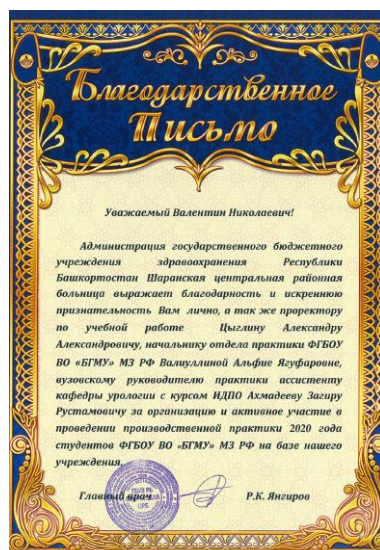 Благодарственное
Письмо
Уважаемый Валентин Николаевич!
Администрация государственного бюджетного
учреждения здравоохранения Республики
Башкортостан Шаранская центральная районная
больница выражает благодарность и искреннюю
признательность Вам лично, а так же проректору
по учебной работе Цыглину Александру
Александровичу, начальнику отдела практики ФГБОУ
ВО «БГМУ» МЗ РФ Валиуллиной Альфие Ягуфаровне,
вузовскому руководителю практики ассистенту
кафедры урологии с курсом ИДПО Ахмадееву Загиру
Рустамовичу за организацию и активное участие в
проведении производственной практики 2020 года
студентов ФГБОУ ВО «БГМУ» МЗ РФ на базе нашего
учреждения.
Главный врач Р.К. Янгиров